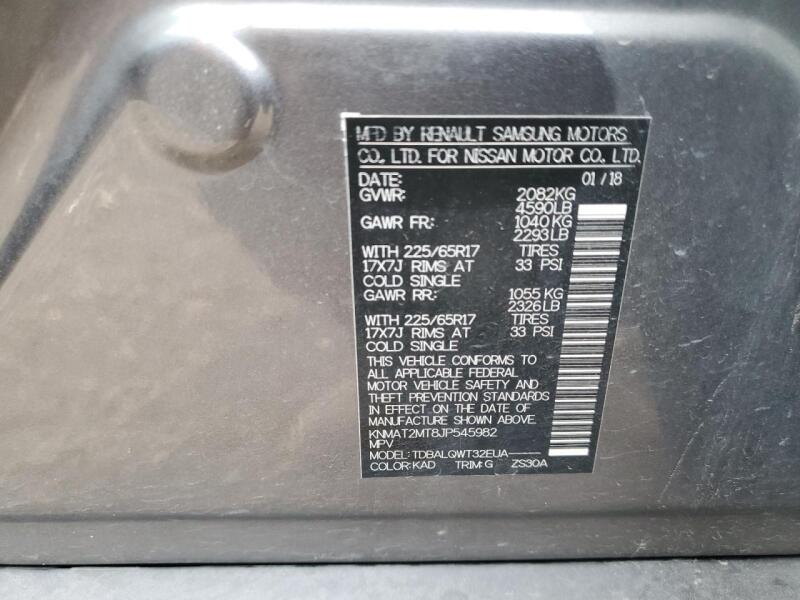 MFD BY RENAULT SAMSUNG MOTORS
CO., LTD. FOR NISSAN MOTOR CO., LTD.
DATE: 01/18
GVWR: 2082KG
4590LB
GAWR FR: 1040KG
2293LB
WITH 225/65R17 TIRES
17X7J RIMS AT 33 PSI
COLD SINGLE
GAWR RR: 1055KG
2326LB
WITH 225/65R17 TIRES
17X7J RIMS AT 33 PSI
COLD SINGLE
THIS VEHICLE CONFORMS TO
ALL APPLICABLE FEDERAL
MOTOR VEHICLE SAFETY AND
THEFT PREVENTION STANDARDS
IN EFFECT ON THE DATE OF
MANUFACTURE SHOWN ABOVE.
KNMAT2MT8JP545982
MPV
MODEL: TDBALQWT32EUA-----
COLOR: KAD TRIM: G ZS30A